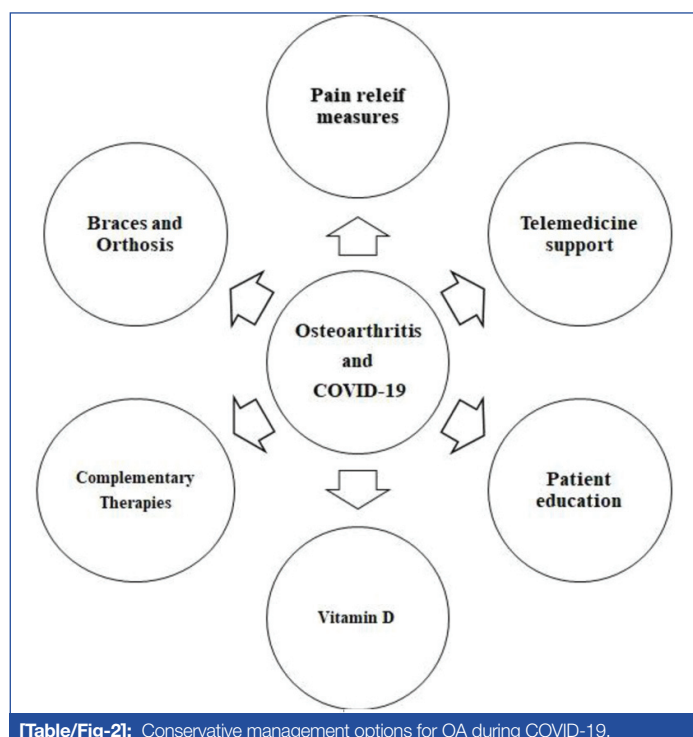 Pain releif
measures
Braces and
Orthosis
Telemedicine
support
Osteoarthritis
and
COVID-19
Complementary
Therapies
Patient
education
Vitamin D
[Table/Fig-2]: Conservative management options for OA during COVID-19.